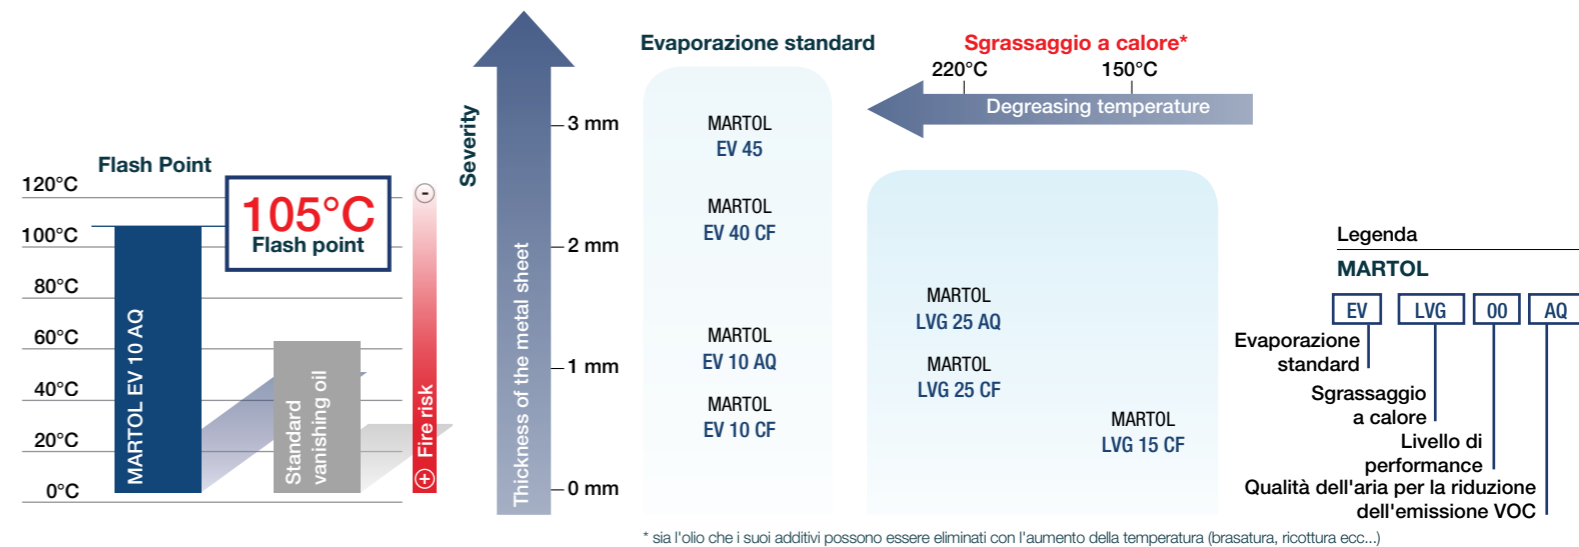 Flash Point
120°C
100°C
80°C
60°C
40°C
20°C
0°C
105°C
Flash point
MARTOL EV 10 AQ
Standard
vanishing oil
-
Fire risk
+
Severity
Thickness of the metal sheet
3 mm
2 mm
1 mm
0 mm
Evaporazione standard
MARTOL
EV 45
MARTOL
EV 40 CF
MARTOL
EV 10 AQ
MARTOL
EV 10 CF
Sgrassaggio a calore*
220°C 150°C
Degreasing temperature
MARTOL
LVG 25 AQ
MARTOL
LVG 25 CF
MARTOL
LVG 15 CF
Legenda
MARTOL
EV LVG 00 AQ
Evaporazione
standard
Sgrassaggio
a calore
Livello di
performance
Qualità dell'aria per la riduzione
dell'emissione VOC
* sia l'olio che i suoi additivi possono essere eliminati con l'aumento della temperatura (brasatura, ricottura ecc...)